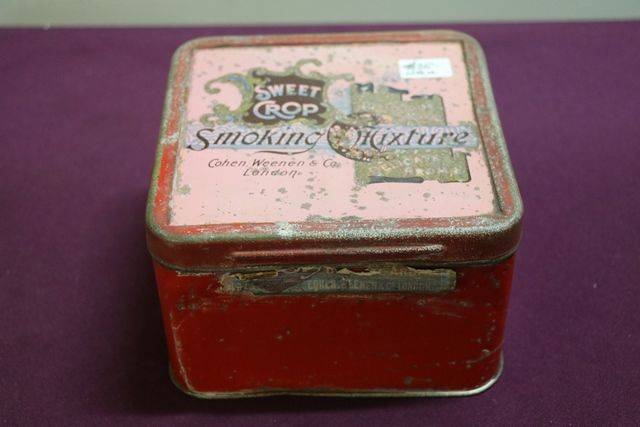 SWEET
CROP
Smoking Mixture
Cohen, Weenen & Co.
London.